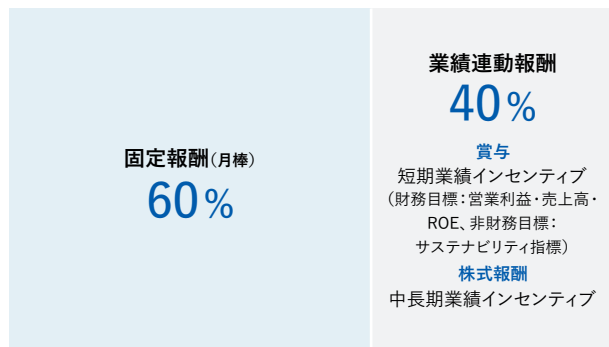 固定報酬(月棒)
60%
業績連動報酬
40%
賞与
短期業績インセンティブ
(財務目標:営業利益・売上高・
ROE、非財務目標:
サステナビリティ指標)
株式報酬
中長期業績インセンティブ